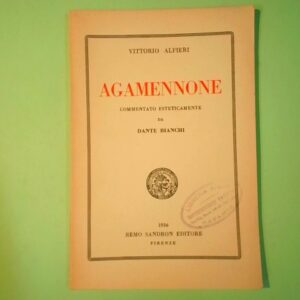 VITTORIO ALFIERI
AGAMENNONE
COMMENTATO ESTETICAMENTE
DA
DANTE BIANCHI
1936
REMO SANDRON EDITORE
FIRENZE